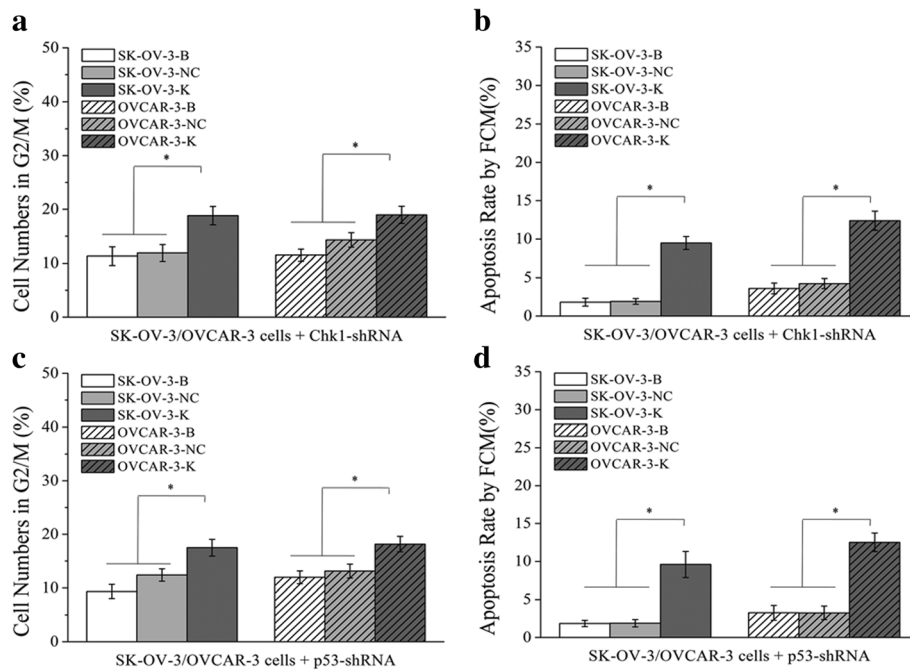 a
Cell Numbers in G2/M (%)
50
40
30
20
10
0
SK-OV-3-B
SK-OV-3-NC
SK-OV-3-K
OVCAR-3-B
OVCAR-3-NC
OVCAR-3-K
*
*
SK-OV-3/OVCAR-3 cells + Chk1-shRNA
b
Apoptosis Rate by FCM(%)
35
30
25
20
15
10
5
0
SK-OV-3-B
SK-OV-3-NC
SK-OV-3-K
OVCAR-3-B
OVCAR-3-NC
OVCAR-3-K
*
*
SK-OV-3/OVCAR-3 cells + Chk1-shRNA
c
Cell Numbers in G2/M (%)
50
40
30
20
10
0
SK-OV-3-B
SK-OV-3-NC
SK-OV-3-K
OVCAR-3-B
OVCAR-3-NC
OVCAR-3-K
*
*
SK-OV-3/OVCAR-3 cells + p53-shRNA
d
Apoptosis Rate by FCM(%)
35
30
25
20
15
10
5
0
SK-OV-3-B
SK-OV-3-NC
SK-OV-3-K
OVCAR-3-B
OVCAR-3-NC
OVCAR-3-K
*
*
SK-OV-3/OVCAR-3 cells + p53-shRNA